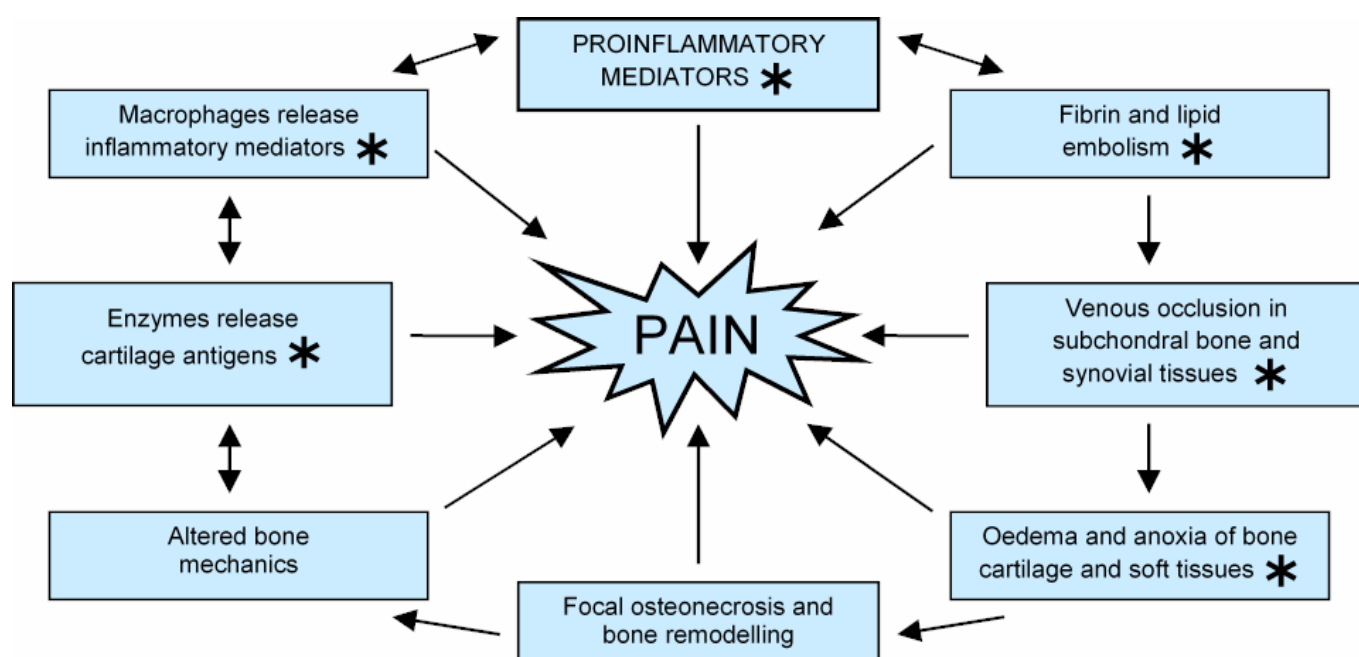 PROINFLAMMATORY
MEDIATORS *
Macrophages release
inflammatory mediators *
Fibrin and lipid
embolism *
Enzymes release
cartilage antigens *
PAIN
Venous occlusion in
subchondral bone and
synovial tissues *
Altered bone
mechanics
Oedema and anoxia of bone
cartilage and soft tissues *
Focal osteonecrosis and
bone remodelling